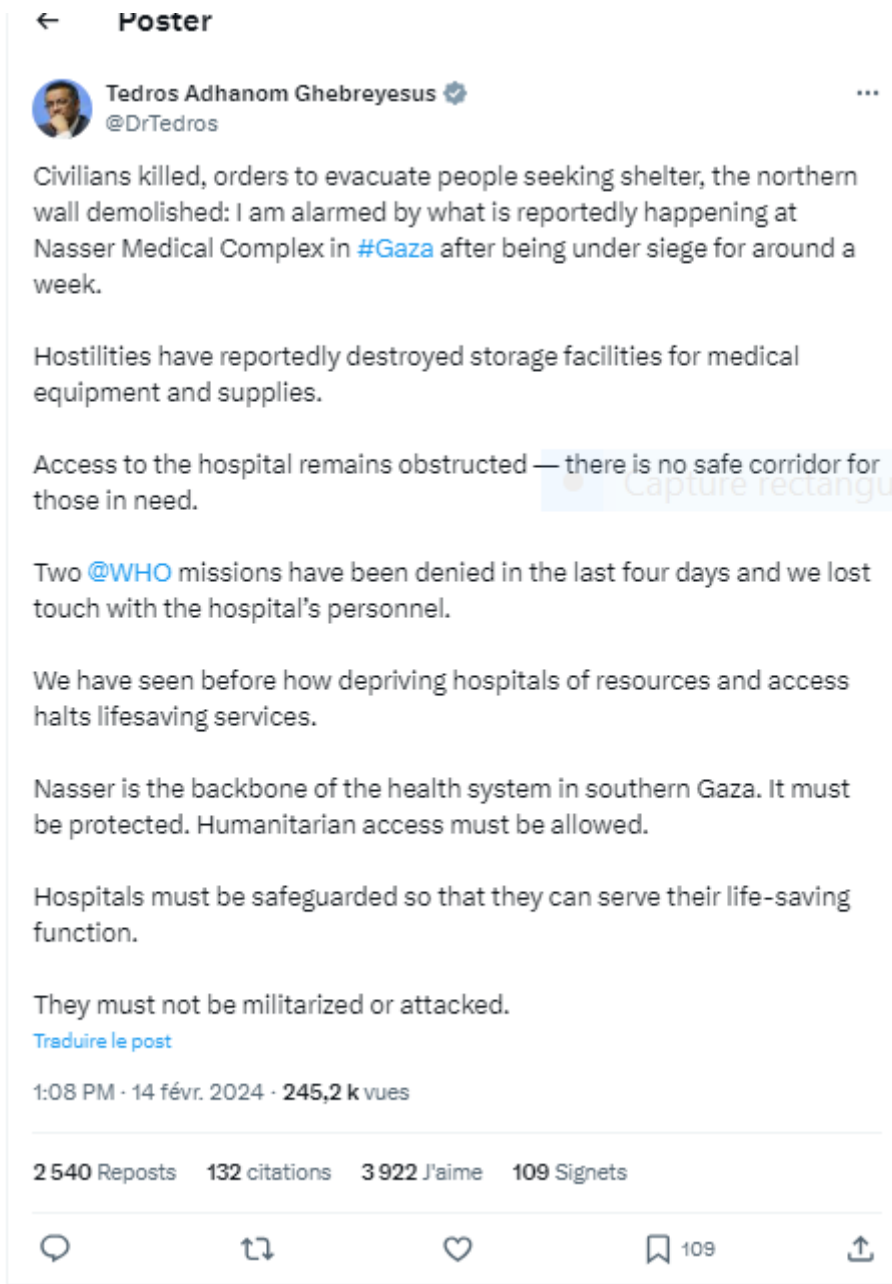 Poster
Tedros Adhanom Ghebreyesus
@DrTedros
Civilians killed, orders to evacuate people seeking shelter, the northern
wall demolished: I am alarmed by what is reportedly happening at
Nasser Medical Complex in #Gaza after being under siege for around a
week.
Hostilities have reportedly destroyed storage facilities for medical
equipment and supplies.
Access to the hospital remains obstructed — there is no safe corridor for
those in need.
Capture rectangu
Two @WHO missions have been denied in the last four days and we lost
touch with the hospital's personnel.
We have seen before how depriving hospitals of resources and access
halts lifesaving services.
Nasser is the backbone of the health system in southern Gaza. It must
be protected. Humanitarian access must be allowed.
Hospitals must be safeguarded so that they can serve their life-saving
function.
They must not be militarized or attacked.
Traduire le post
1:08 PM · 14 févr. 2024 · 245,2 k vues
2 540 Reposts 132 citations 3 922 J'aime 109 Signets
109